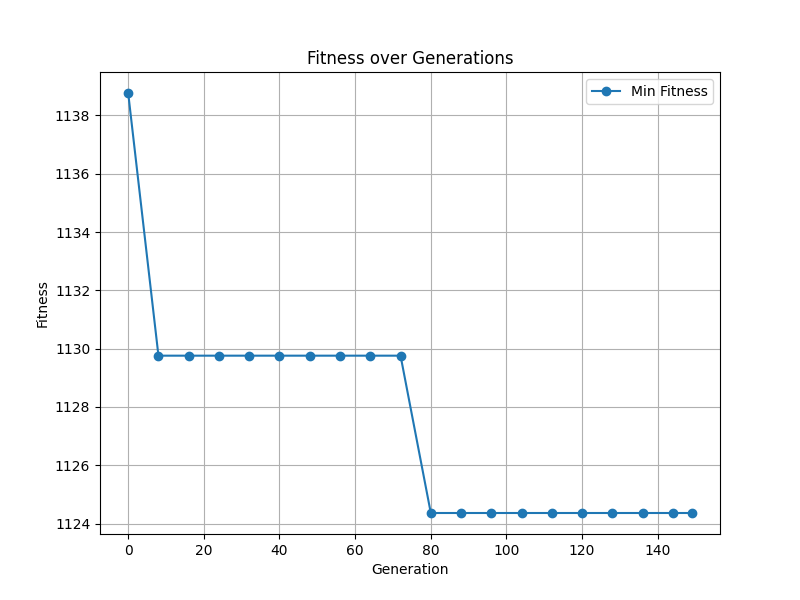 Fitness over Generations
Min Fitness
1138
1136
1134
1132
1130
1128
1126
1124
Fitness
0 20 40 60 80 100 120 140
Generation